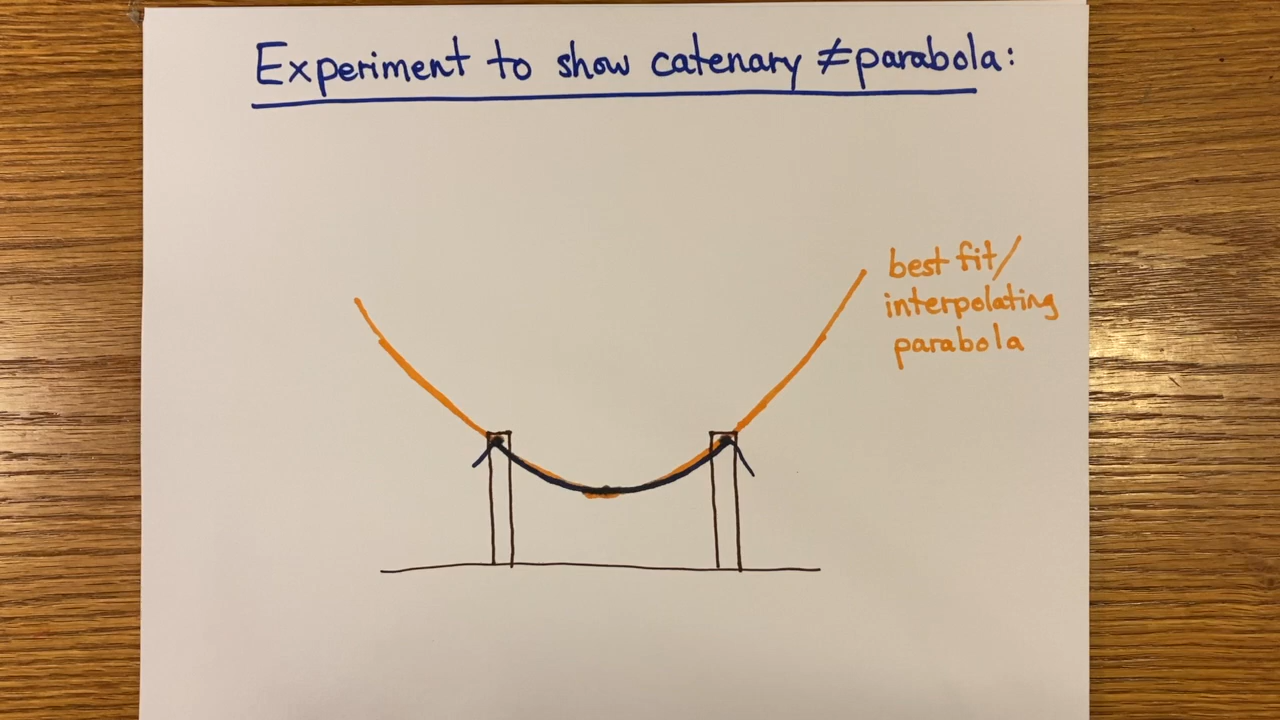 Experiment to show catenary ≠ parabola:
best fit/
interpolating
parabola